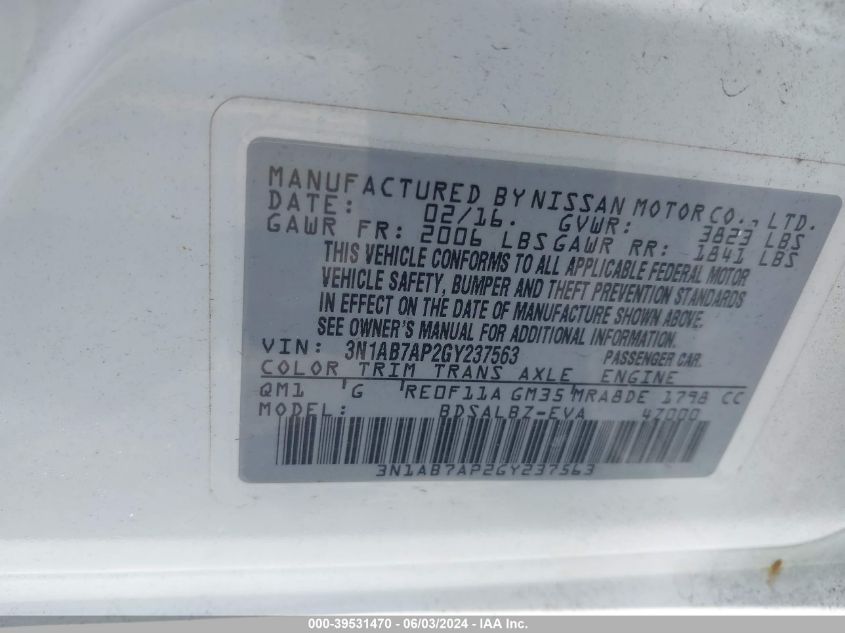 MANUFACTURED BY NISSAN MOTOR CO., LTD.
DATE: 02/16. GVWR: 3823 LBS
GAWR FR: 2006 LBS GAWR RR: 1841 LBS
THIS VEHICLE CONFORMS TO ALL APPLICABLE FEDERAL MOTOR
VEHICLE SAFETY, BUMPER AND THEFT PREVENTION STANDARDS
IN EFFECT ON THE DATE OF MANUFACTURE SHOWN ABOVE.
SEE OWNER'S MANUAL FOR ADDITIONAL INFORMATION.
VIN: 3N1AB7AP2GY237563 PASSENGER CAR.
COLOR TRIM TRANS AXLE ENGINE
QM1 G RE0F11A GM35 MRA8DE 1798 CC
MODEL: BDSALBZ-EVA 4Z000
3N1AB7AP2GY237563
000-39531470 - 06/03/2024 - IAA Inc.